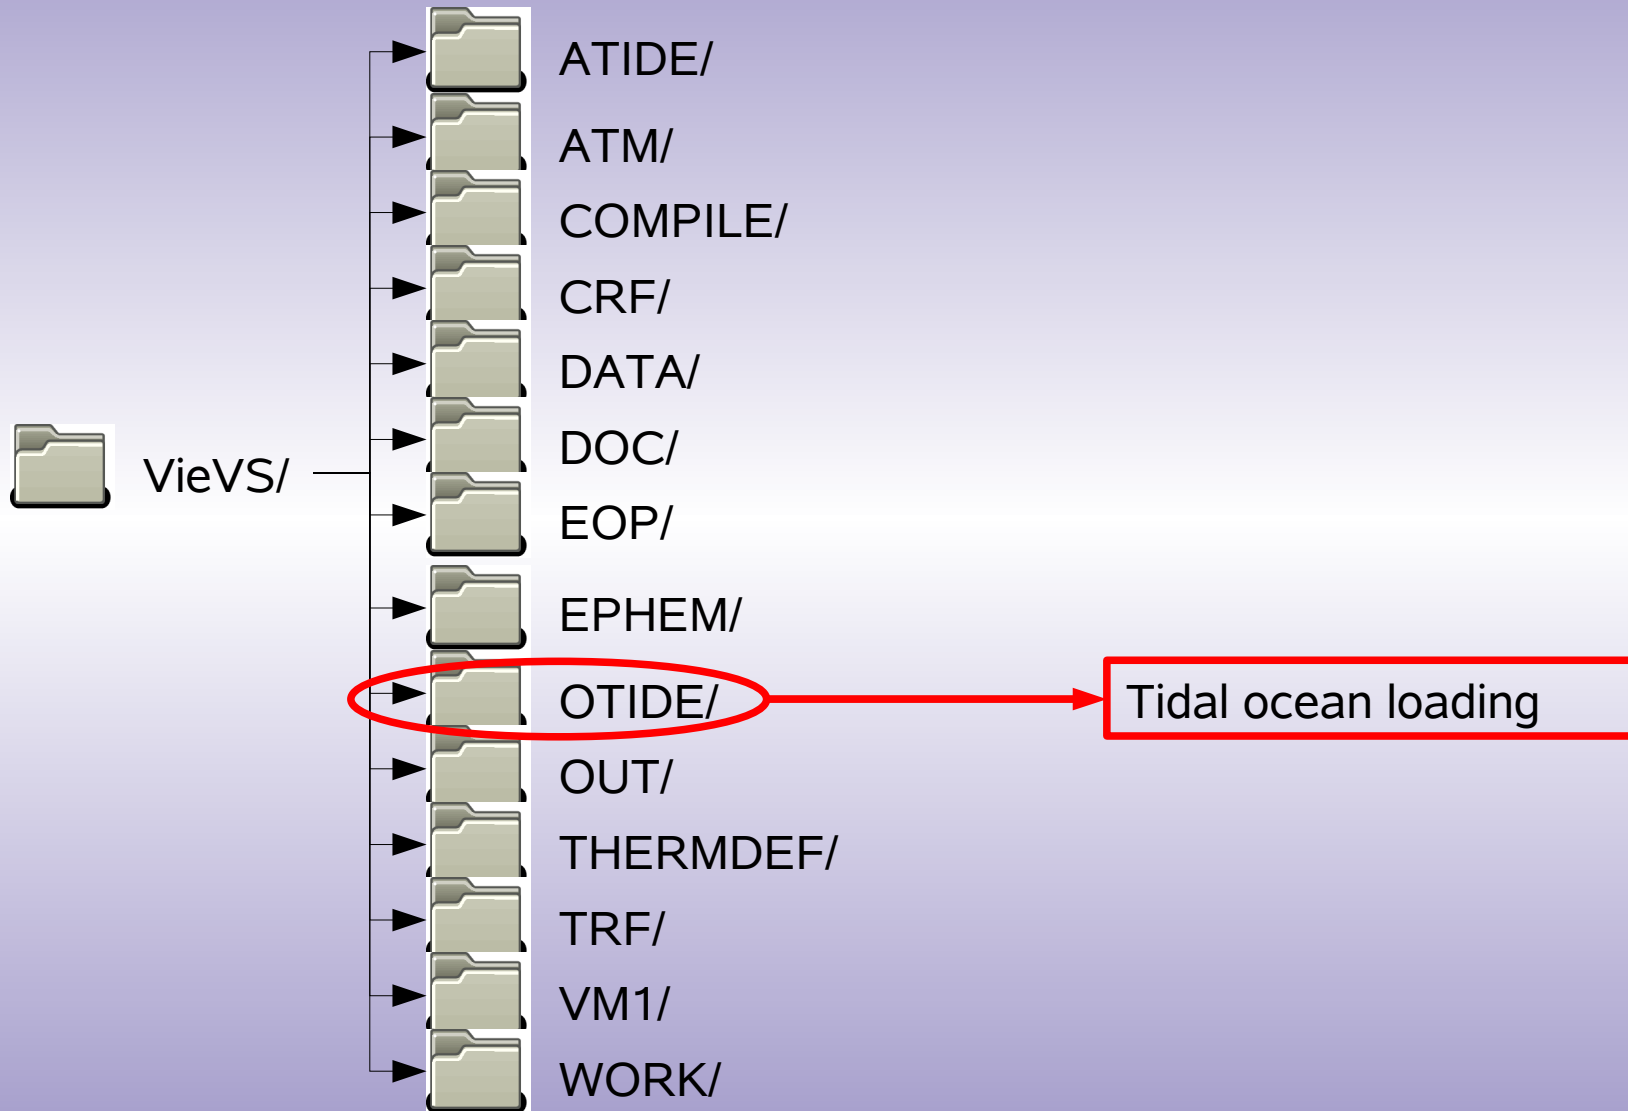 ATIDE/
ATM/
COMPILE/
CRF/
DATA/
DOC/
VieVS/
EOP/
EPHEM/
OTIDE/
Tidal ocean loading
OUT/
THERMDEF/
TRF/
VM1/
WORK/